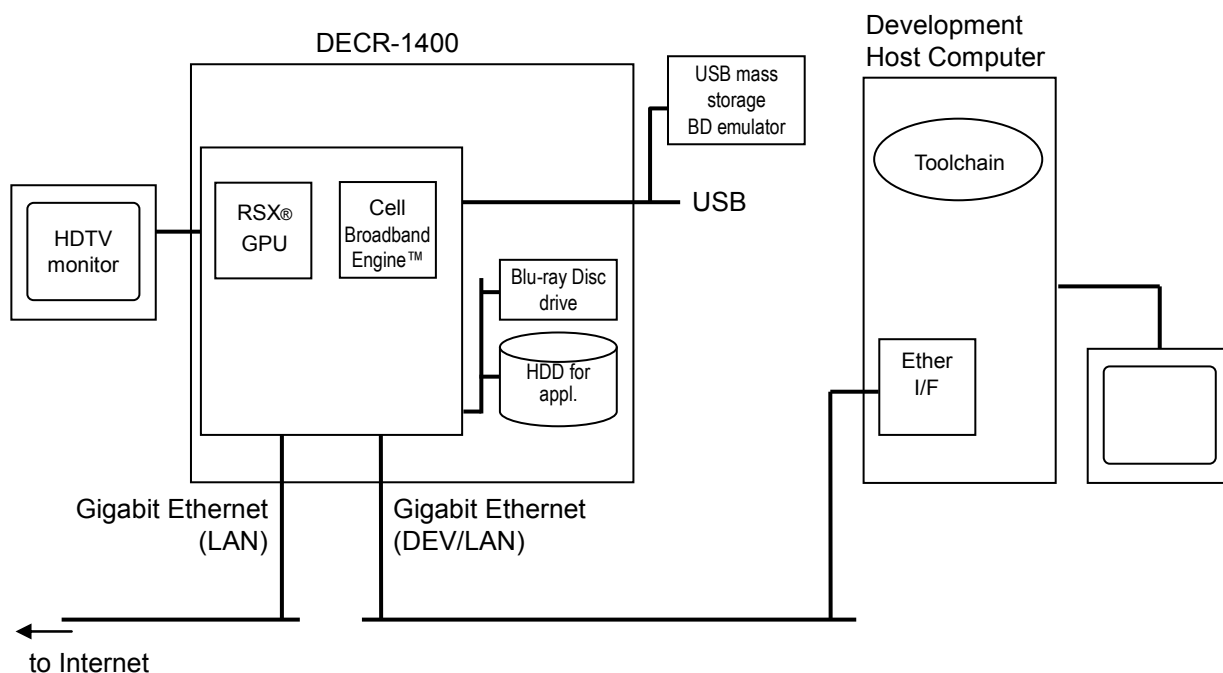 DECR-1400
Development
Host Computer
USB mass
storage
BD emulator
Toolchain
USB
RSX®
GPU
Cell
Broadband
Engine™
HDTV
monitor
Blu-ray Disc
drive
HDD for
appl.
Ether
I/F
Gigabit Ethernet
(LAN)
Gigabit Ethernet
(DEV/LAN)
to Internet